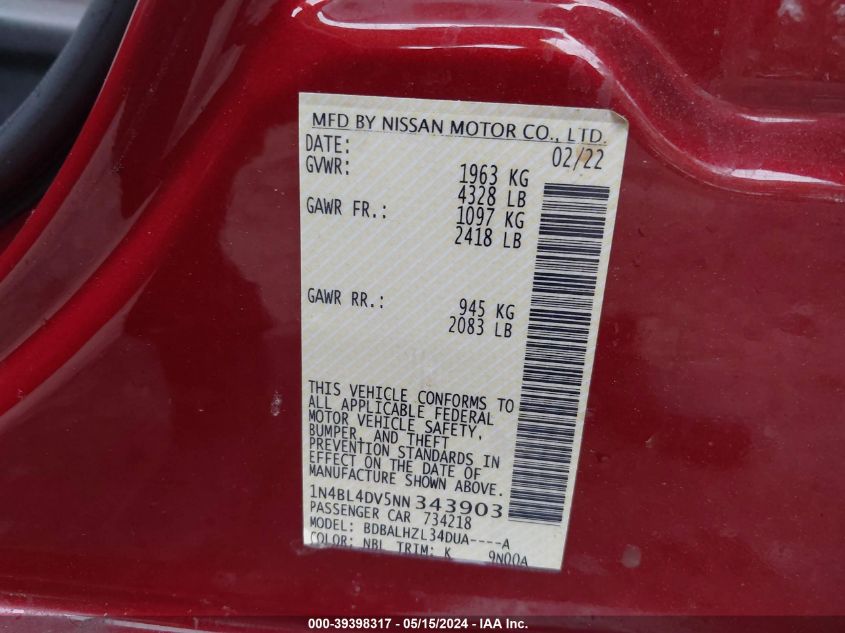 MFD BY NISSAN MOTOR CO., LTD.
DATE: 02/22
GVWR: 1963 KG
4328 LB
GAWR FR.: 1097 KG
2418 LB
GAWR RR.: 945 KG
2083 LB
THIS VEHICLE CONFORMS TO
ALL APPLICABLE FEDERAL
MOTOR VEHICLE SAFETY,
BUMPER, AND THEFT
PREVENTION STANDARDS IN
EFFECT ON THE DATE OF
MANUFACTURE SHOWN ABOVE.
1N4BL4DV5NN343903
PASSENGER CAR 734218
MODEL: BDBALHZL34DUA----A
COLOR: NBL TRIM: K 9N00A
000-39398317 - 05/15/2024 - IAA Inc.